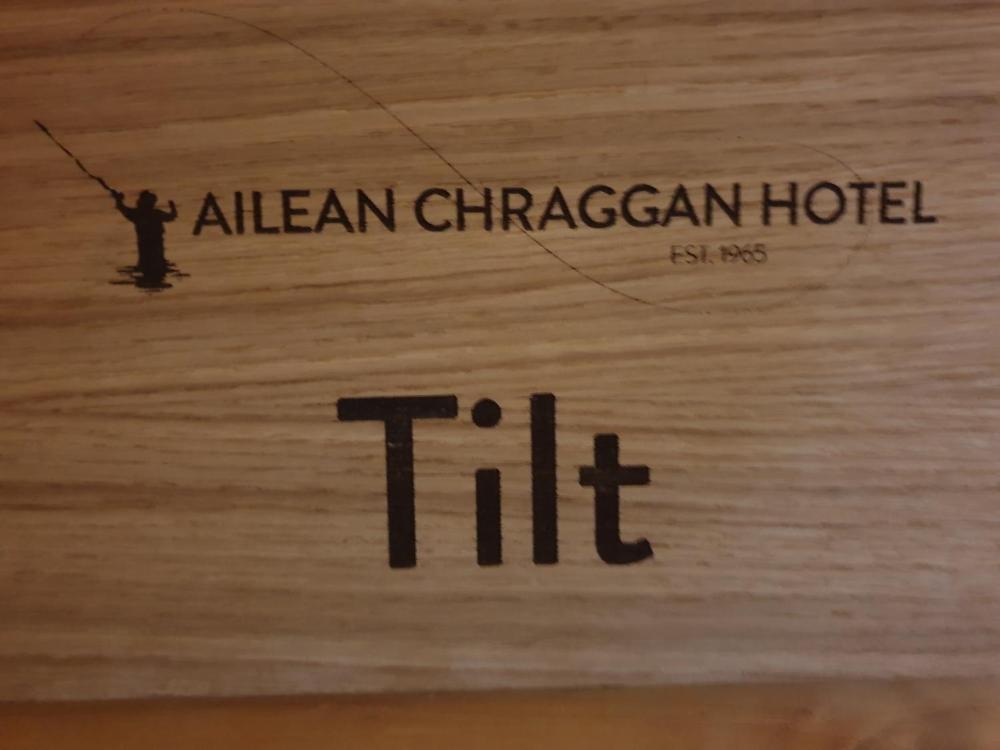 AILEAN CHRAGGAN HOTEL
EST. 1965
Tilt